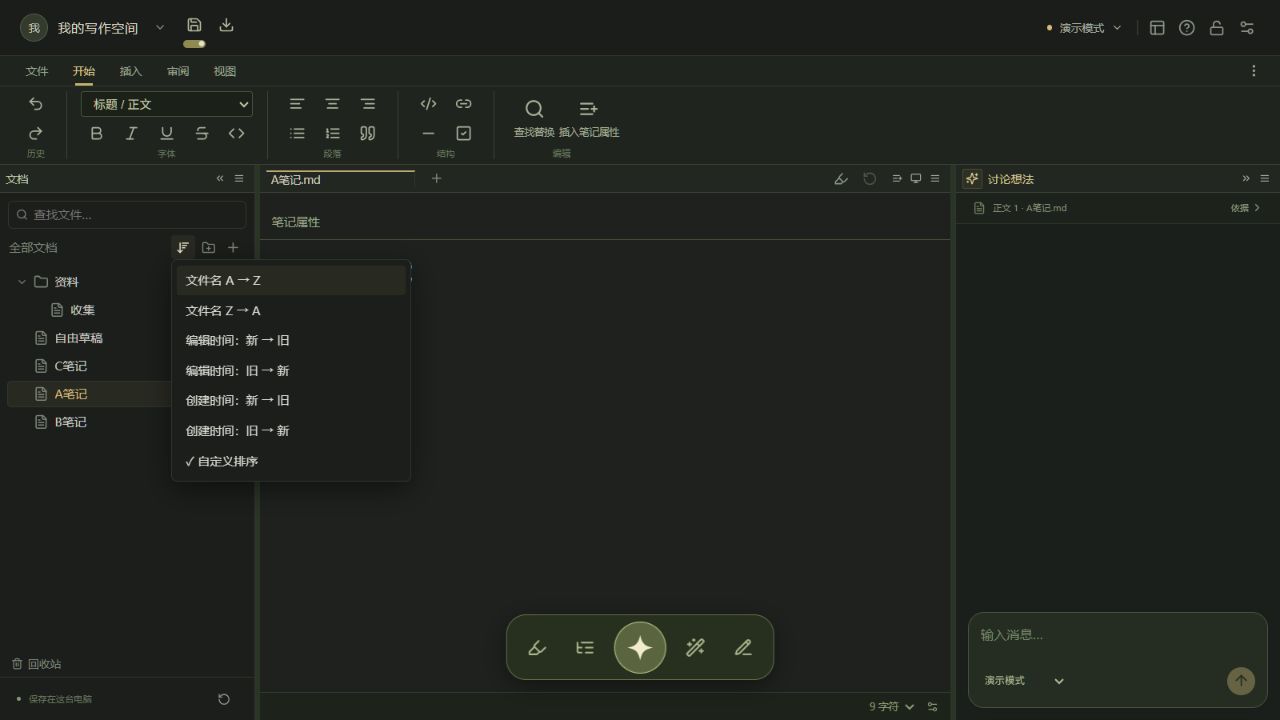 我 我的写作空间
演示模式
文件 开始 插入 审阅 视图
标题 / 正文
查找替换 插入笔记属性
历史 字体 段落 结构 编辑
文档
A笔记.md
讨论想法
查找文件...
正文 1 · A笔记.md 依据
笔记属性
全部文档
资料
收集
自由草稿
C笔记
A笔记
B笔记
文件名 A → Z
文件名 Z → A
编辑时间：新 → 旧
编辑时间：旧 → 新
创建时间：新 → 旧
创建时间：旧 → 新
✓ 自定义排序
输入消息...
演示模式
回收站
保存在这台电脑
9 字符